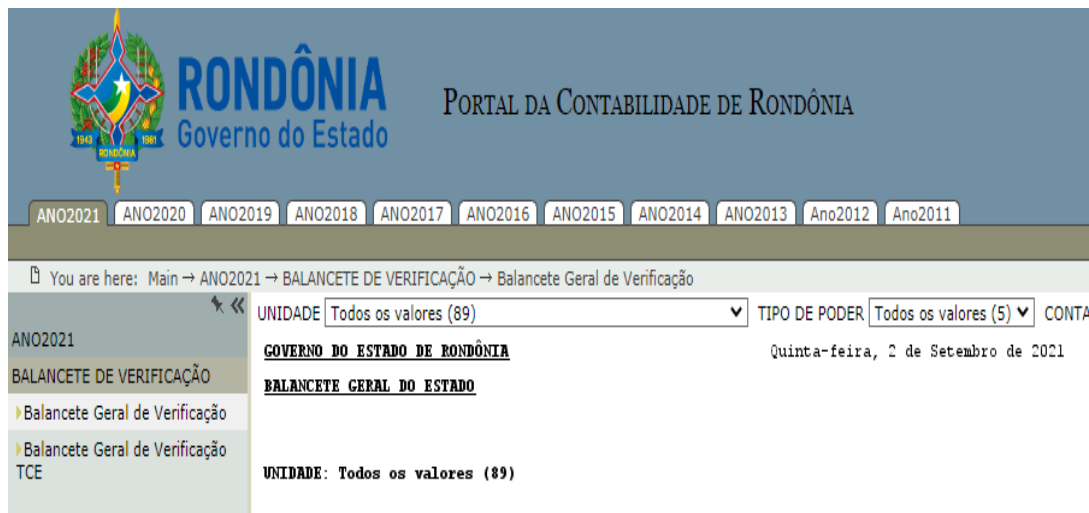 RONDÔNIA
Governo do Estado
PORTAL DA CONTABILIDADE DE RONDÔNIA
1943 1981
RONDÔNIA
ANO2021 ANO2020 ANO2019 ANO2018 ANO2017 ANO2016 ANO2015 ANO2014 ANO2013 Ano2012 Ano2011
You are here: Main → ANO2021 → BALANCETE DE VERIFICAÇÃO → Balancete Geral de Verificação
UNIDADE Todos os valores (89) TIPO DE PODER Todos os valores (5) CONTA
ANO2021
BALANCETE DE VERIFICAÇÃO
Balancete Geral de Verificação
Balancete Geral de Verificação
TCE
GOVERNO DO ESTADO DE RONDÔNIA Quinta-feira, 2 de Setembro de 2021
BALANCETE GERAL DO ESTADO
UNIDADE: Todos os valores (89)